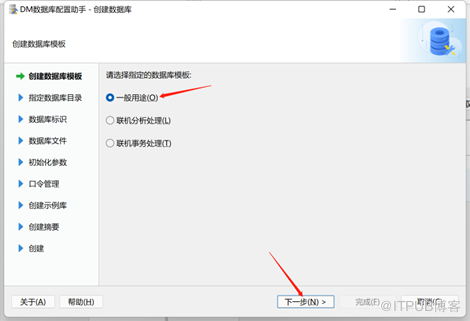 DM数据库配置助手 - 创建数据库
创建数据库模板
创建数据库模板
指定数据库目录
数据库标识
数据库文件
初始化参数
口令管理
创建示例库
创建摘要
创建
请选择指定的数据库模板:
一般用途(O)
联机分析处理(L)
联机事务处理(T)
关于(A)
帮助(H)
下一步(N) >
完成(F)
取消(C)
@ITPUB博客